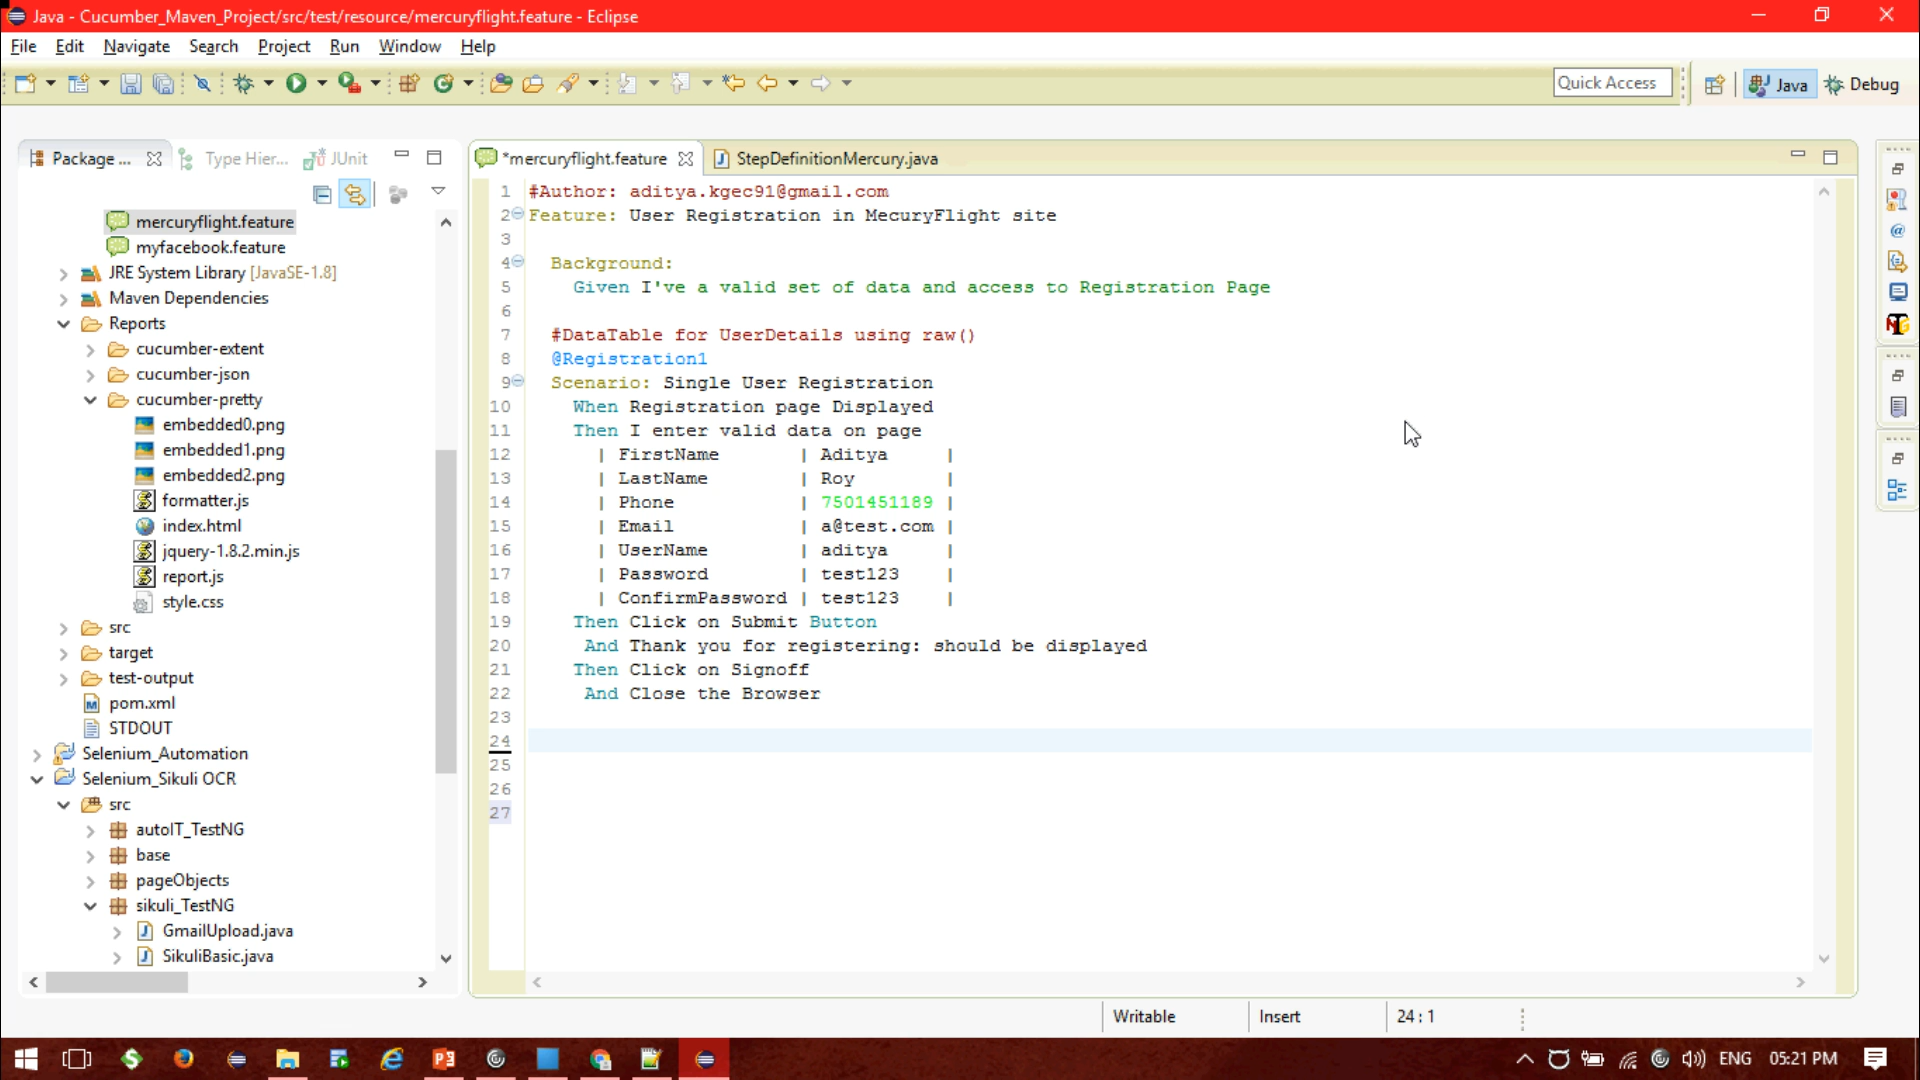 Java - Cucumber_Maven_Project/src/test/resource/mercuryflight.feature - Eclipse
File Edit Navigate Search Project Run Window Help
Quick Access Java Debug
Package ... Type Hier... JUnit
*mercuryflight.feature StepDefinitionMercury.java
mercuryflight.feature
myfacebook.feature
JRE System Library [JavaSE-1.8]
Maven Dependencies
Reports
cucumber-extent
cucumber-json
cucumber-pretty
embedded0.png
embedded1.png
embedded2.png
formatter.js
index.html
jquery-1.8.2.min.js
report.js
style.css
src
target
test-output
pom.xml
STDOUT
Selenium_Automation
Selenium_Sikuli OCR
src
autoIT_TestNG
base
pageObjects
sikuli_TestNG
GmailUpload.java
SikuliBasic.java
1 #Author: aditya.kgec91@gmail.com
2 Feature: User Registration in MecuryFlight site
3
4 Background:
5 Given I've a valid set of data and access to Registration Page
6
7 #DataTable for UserDetails using raw()
8 @Registration1
9 Scenario: Single User Registration
10 When Registration page Displayed
11 Then I enter valid data on page
12 | FirstName | Aditya |
13 | LastName | Roy |
14 | Phone | 7501451189 |
15 | Email | a@test.com |
16 | UserName | aditya |
17 | Password | test123 |
18 | ConfirmPassword | test123 |
19 Then Click on Submit Button
20 And Thank you for registering: should be displayed
21 Then Click on Signoff
22 And Close the Browser
23
24
25
26
27
Writable Insert 24 : 1
ENG 05:21 PM